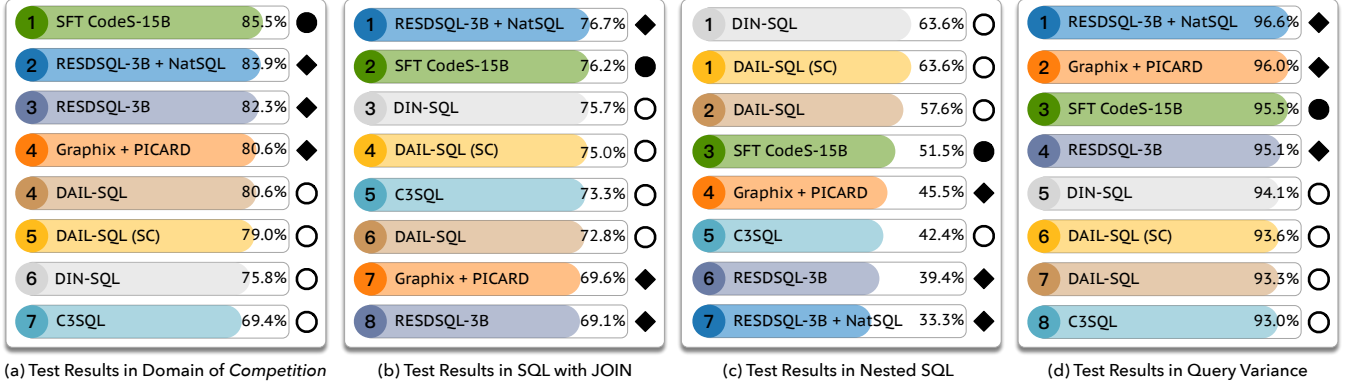 1 SFT CodeS-15B 85.5%
2 RESDSQL-3B + NatSQL 83.9%
3 RESDSQL-3B 82.3%
4 Graphix + PICARD 80.6%
4 DAIL-SQL 80.6%
5 DAIL-SQL (SC) 79.0%
6 DIN-SQL 75.8%
7 C3SQL 69.4%
(a) Test Results in Domain of Competition
1 RESDSQL-3B + NatSQL 76.7%
2 SFT CodeS-15B 76.2%
3 DIN-SQL 75.7%
4 DAIL-SQL (SC) 75.0%
5 C3SQL 73.3%
6 DAIL-SQL 72.8%
7 Graphix + PICARD 69.6%
8 RESDSQL-3B 69.1%
(b) Test Results in SQL with JOIN
1 DIN-SQL 63.6%
1 DAIL-SQL (SC) 63.6%
2 DAIL-SQL 57.6%
3 SFT CodeS-15B 51.5%
4 Graphix + PICARD 45.5%
5 C3SQL 42.4%
6 RESDSQL-3B 39.4%
7 RESDSQL-3B + NatSQL 33.3%
(c) Test Results in Nested SQL
1 RESDSQL-3B + NatSQL 96.6%
2 Graphix + PICARD 96.0%
3 SFT CodeS-15B 95.5%
4 RESDSQL-3B 95.1%
5 DIN-SQL 94.1%
6 DAIL-SQL (SC) 93.6%
7 DAIL-SQL 93.3%
8 C3SQL 93.0%
(d) Test Results in Query Variance